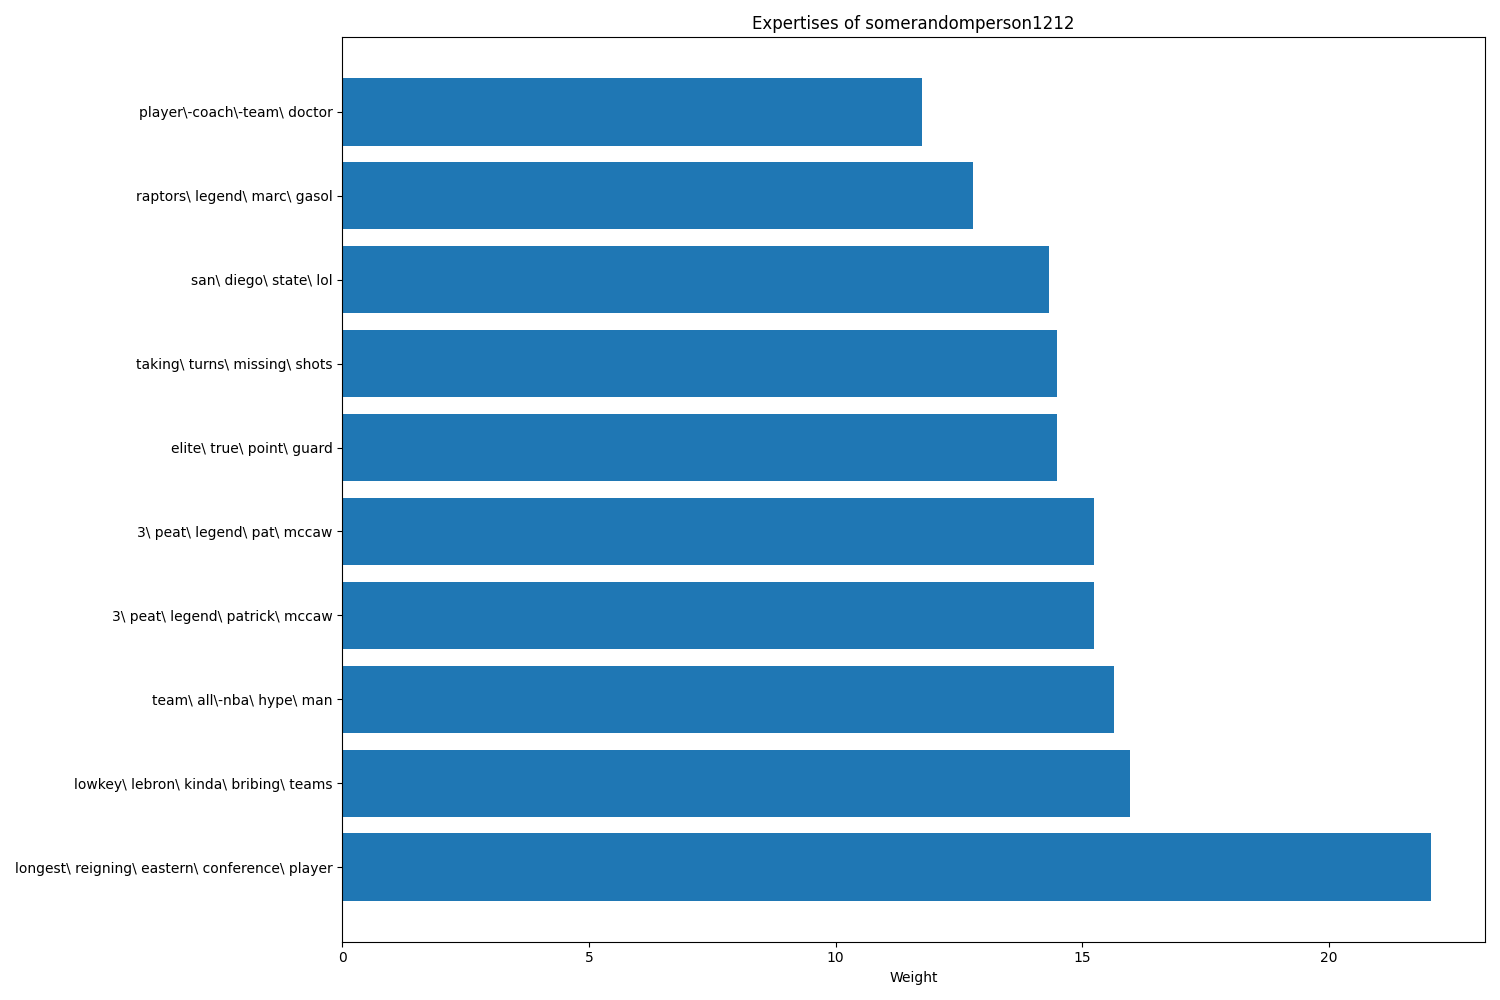 Expertises of somerandomperson1212
player\-coach\-team\ doctor
raptors\ legend\ marc\ gasol
san\ diego\ state\ lol
taking\ turns\ missing\ shots
elite\ true\ point\ guard
3\ peat\ legend\ pat\ mccaw
3\ peat\ legend\ patrick\ mccaw
team\ all\-nba\ hype\ man
lowkey\ lebron\ kinda\ bribing\ teams
longest\ reigning\ eastern\ conference\ player
0 5 10 15 20
Weight